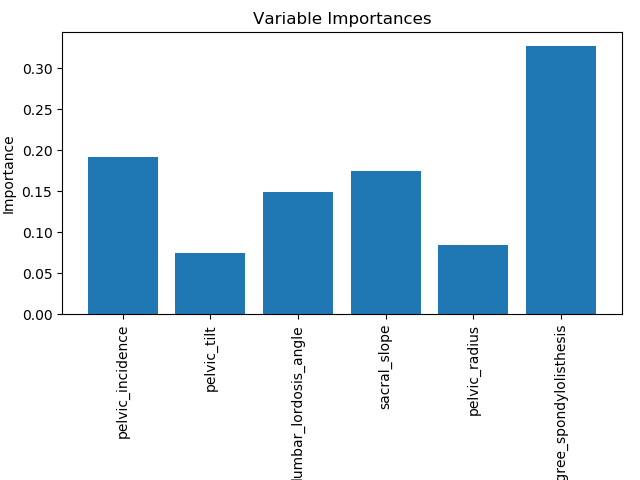 Variable Importances
Importance
0.30
0.25
0.20
0.15
0.10
0.05
0.00
pelvic_incidence
pelvic_tilt
lumbar_lordosis_angle
sacral_slope
pelvic_radius
gree_spondylolisthesis